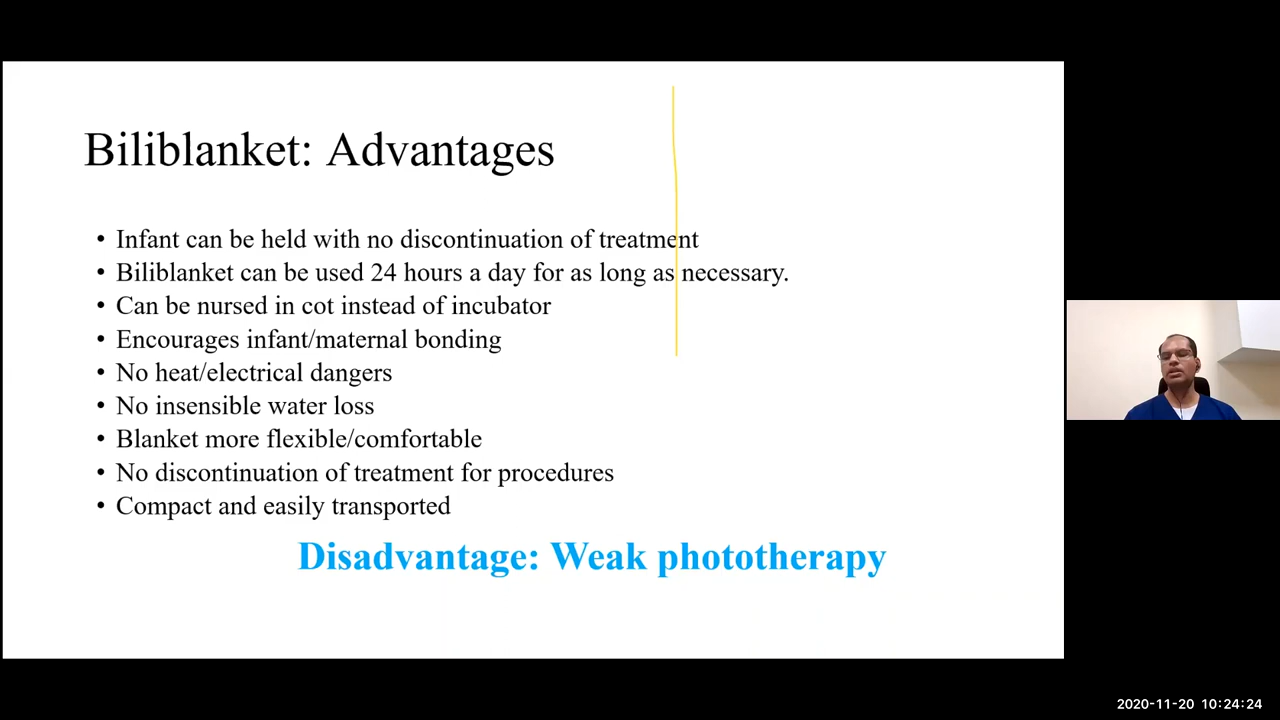 Biliblanket: Advantages
• Infant can be held with no discontinuation of treatment
• Biliblanket can be used 24 hours a day for as long as necessary.
• Can be nursed in cot instead of incubator
• Encourages infant/maternal bonding
• No heat/electrical dangers
• No insensible water loss
• Blanket more flexible/comfortable
• No discontinuation of treatment for procedures
• Compact and easily transported
Disadvantage: Weak phototherapy
2020-11-20 10:24:24